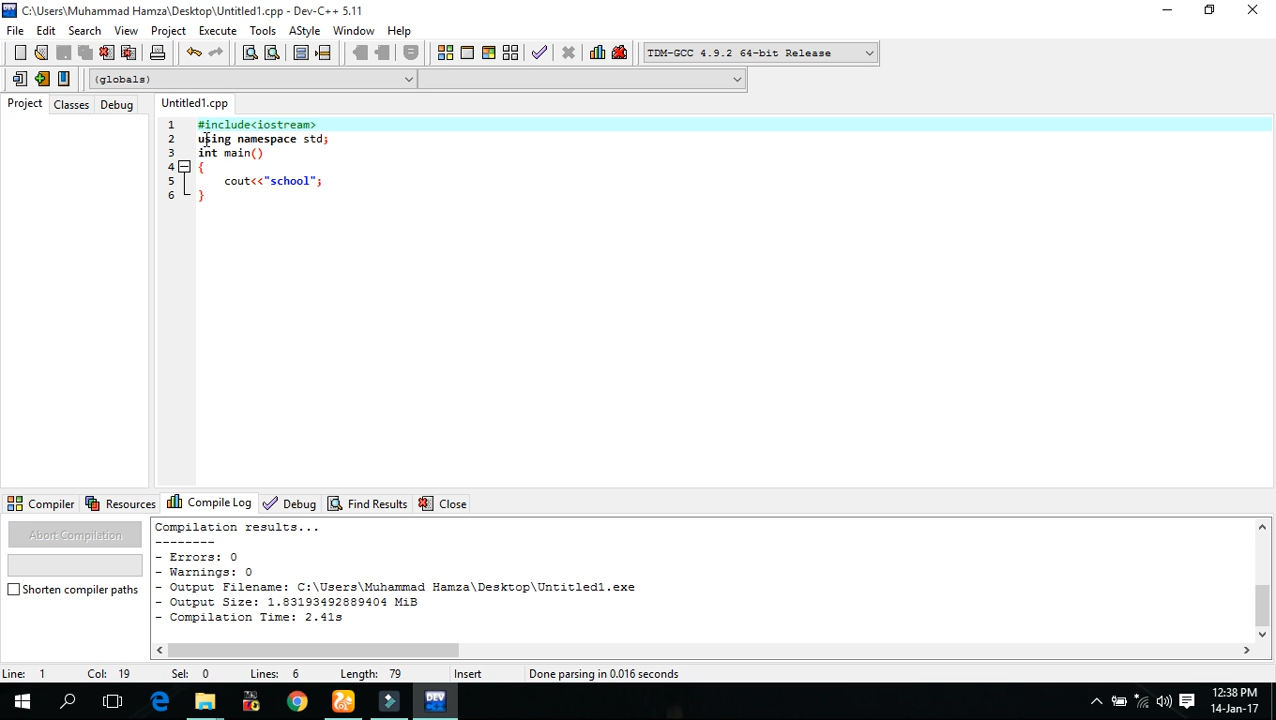 C:\Users\Muhammad Hamza\Desktop\Untitled1.cpp - Dev-C++ 5.11
File Edit Search View Project Execute Tools AStyle Window Help
TDM-GCC 4.9.2 64-bit Release
(globals)
Project Classes Debug Untitled1.cpp
1 #include<iostream>
2 using namespace std;
3 int main()
4 {
5 cout<<"school";
6 }
Compiler Resources Compile Log Debug Find Results Close
Abort Compilation
Shorten compiler paths
Compilation results...
--------
- Errors: 0
- Warnings: 0
- Output Filename: C:\Users\Muhammad Hamza\Desktop\Untitled1.exe
- Output Size: 1.83193492889404 MiB
- Compilation Time: 2.41s
Line: 1 Col: 19 Sel: 0 Lines: 6 Length: 79 Insert Done parsing in 0.016 seconds
DEV
12:38 PM
14-Jan-17